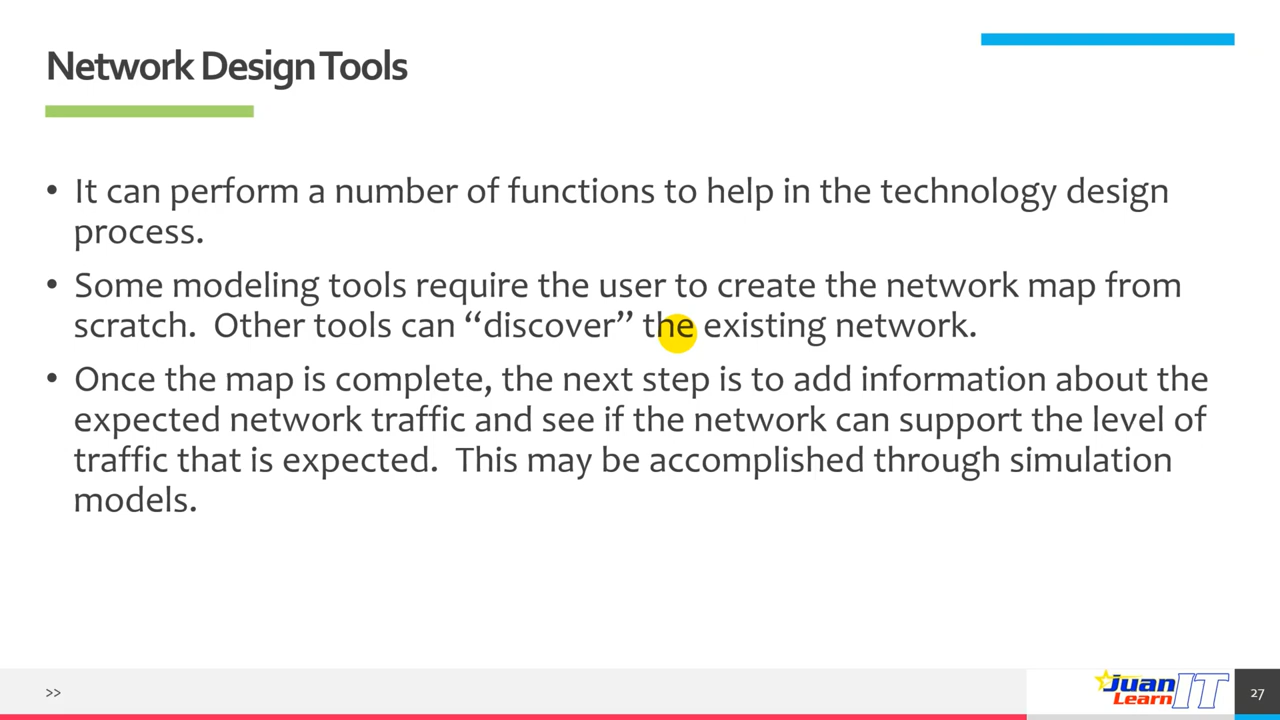 Network Design Tools
• It can perform a number of functions to help in the technology design
process.
• Some modeling tools require the user to create the network map from
scratch.  Other tools can “discover” the existing network.
• Once the map is complete, the next step is to add information about the
expected network traffic and see if the network can support the level of
traffic that is expected.  This may be accomplished through simulation
models.
>>
Juan
Learn
IT
27